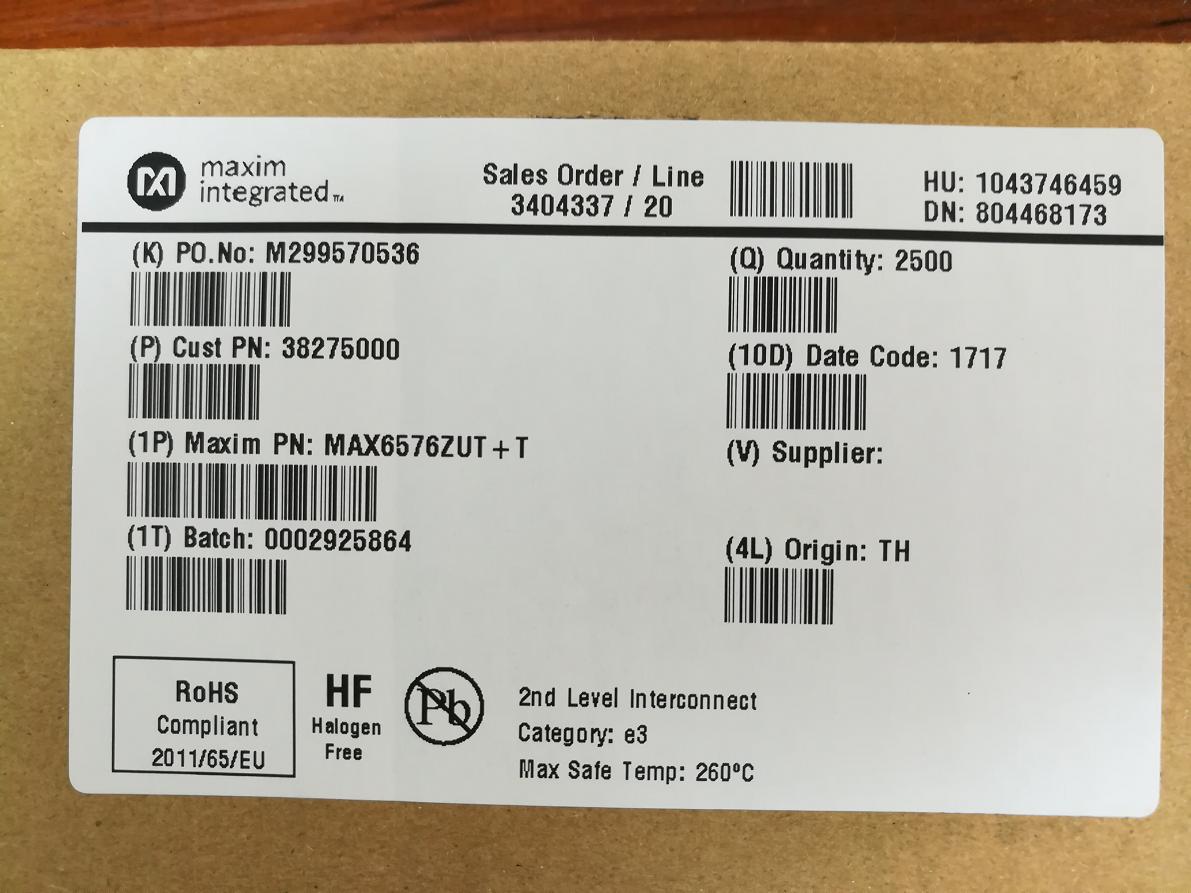 maxim
integrated™
Sales Order / Line
3404337 / 20
HU: 1043746459
DN: 804468173
(K) PO.No: M299570536
(Q) Quantity: 2500
(P) Cust PN: 38275000
(10D) Date Code: 1717
(1P) Maxim PN: MAX6576ZUT+T
(V) Supplier:
(1T) Batch: 0002925864
(4L) Origin: TH
RoHS
Compliant
2011/65/EU
HF
Halogen
Free
Pb
2nd Level Interconnect
Category: e3
Max Safe Temp: 260ºC